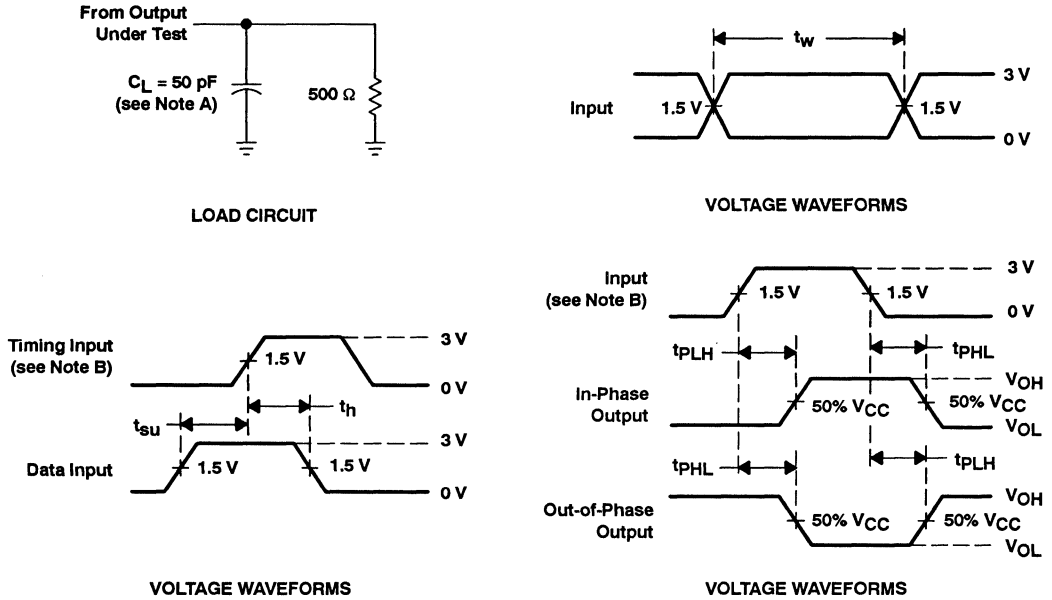 From Output
Under Test
CL = 50 pF
(see Note A)
500 Ω
LOAD CIRCUIT
tw
Input
1.5 V
1.5 V
3 V
0 V
VOLTAGE WAVEFORMS
Timing Input
(see Note B)
1.5 V
3 V
0 V
th
tsu
Data Input
1.5 V
1.5 V
3 V
0 V
VOLTAGE WAVEFORMS
Input
(see Note B)
1.5 V
1.5 V
3 V
0 V
tPLH
tPHL
In-Phase
Output
50% VCC
50% VCC
VOH
VOL
tPHL
tPLH
Out-of-Phase
Output
50% VCC
50% VCC
VOH
VOL
VOLTAGE WAVEFORMS